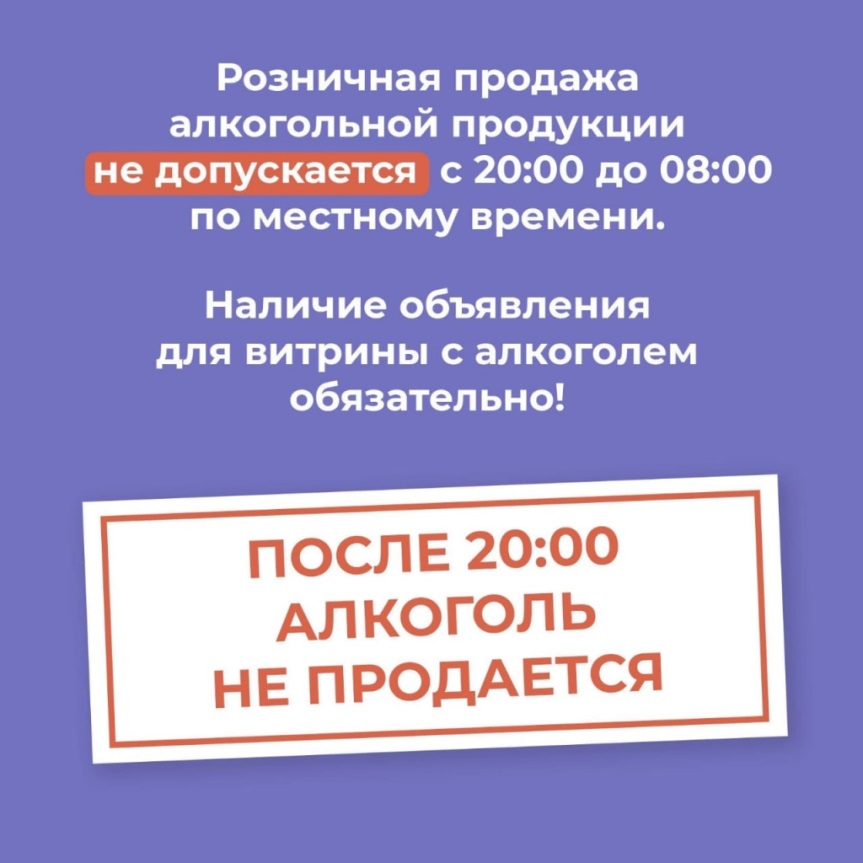 Розничная продажа
алкогольной продукции
не допускается с 20:00 до 08:00
по местному времени.
Наличие объявления
для витрины с алкоголем
обязательно!
ПОСЛЕ 20:00
АЛКОГОЛЬ
НЕ ПРОДАЕТСЯ